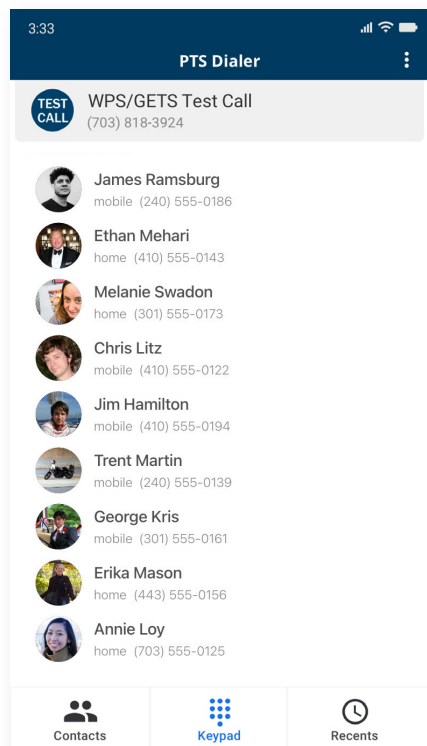 3:33
PTS Dialer
TEST
CALL
WPS/GETS Test Call
(703) 818-3924
James Ramsburg
mobile (240) 555-0186
Ethan Mehari
home (410) 555-0143
Melanie Swadon
home (301) 555-0173
Chris Litz
mobile (410) 555-0122
Jim Hamilton
mobile (410) 555-0194
Trent Martin
mobile (240) 555-0139
George Kris
mobile (301) 555-0161
Erika Mason
home (443) 555-0156
Annie Loy
home (703) 555-0125
Contacts
Keypad
Recents